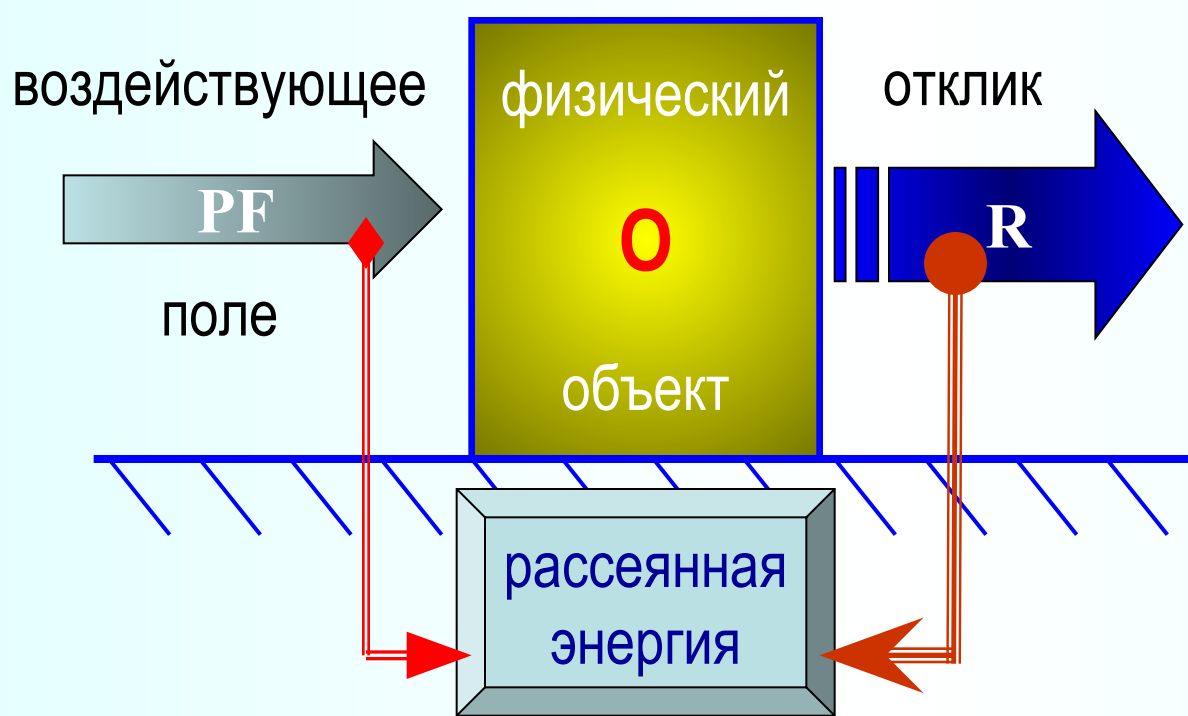 воздействующее
PF
поле
физический
О
объект
отклик
R
рассеянная
энергия